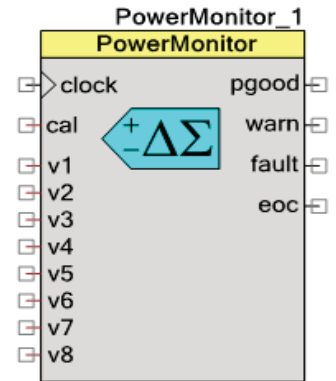 PowerMonitor_1
PowerMonitor
clock pgood
cal +−ΔΣ warn
v1 fault
v2 eoc
v3
v4
v5
v6
v7
v8